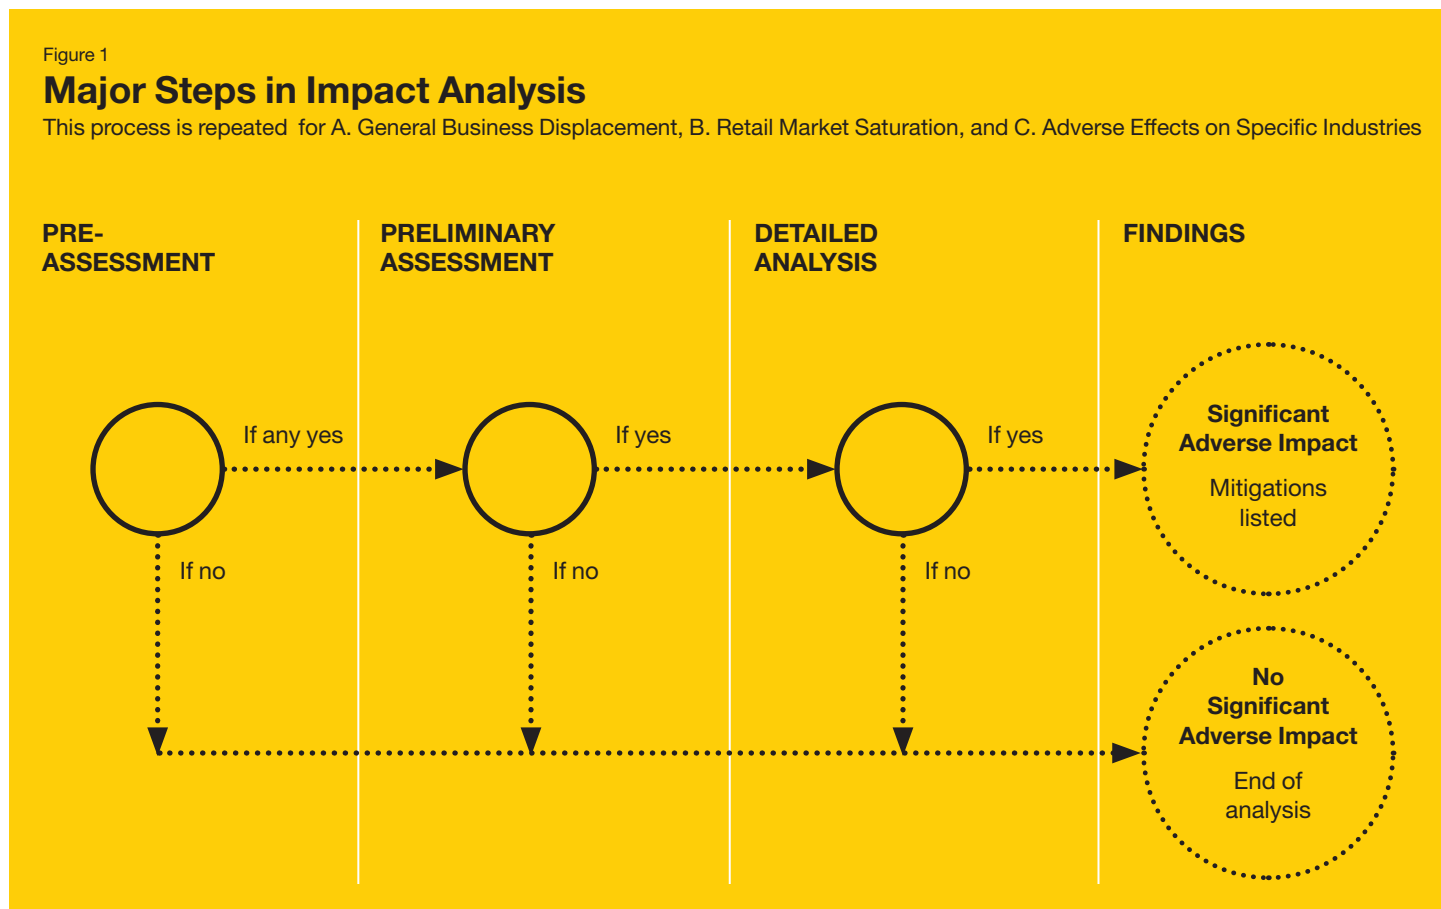 Figure 1
Major Steps in Impact Analysis
This process is repeated for A. General Business Displacement, B. Retail Market Saturation, and C. Adverse Effects on Specific Industries
PRE-
ASSESSMENT
PRELIMINARY
ASSESSMENT
DETAILED
ANALYSIS
FINDINGS
If any yes
If yes
If yes
Significant
Adverse Impact
Mitigations
listed
If no
If no
If no
No
Significant
Adverse Impact
End of
analysis